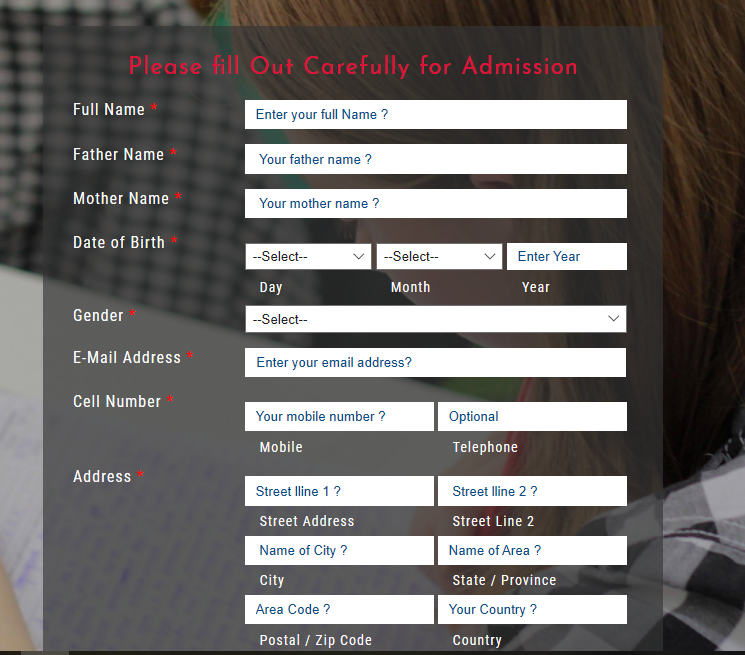 Please fill Out Carefully for Admission
Full Name * Enter your full Name ?
Father Name * Your father name ?
Mother Name * Your mother name ?
Date of Birth * --Select-- --Select-- Enter Year
Day Month Year
Gender * --Select--
E-Mail Address * Enter your email address?
Cell Number * Your mobile number ? Optional
Mobile Telephone
Address * Street lline 1 ? Street lline 2 ?
Street Address Street Line 2
Name of City ? Name of Area ?
City State / Province
Area Code ? Your Country ?
Postal / Zip Code Country